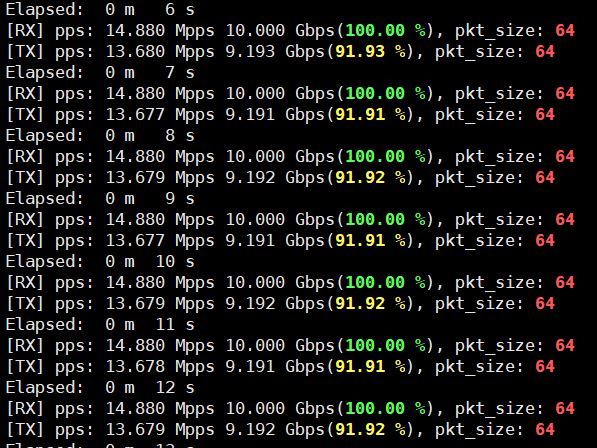 Elapsed:  0 m   6 s
[RX] pps: 14.880 Mpps 10.000 Gbps(100.00 %), pkt_size: 64
[TX] pps: 13.680 Mpps 9.193 Gbps(91.93 %), pkt_size: 64
Elapsed:  0 m   7 s
[RX] pps: 14.880 Mpps 10.000 Gbps(100.00 %), pkt_size: 64
[TX] pps: 13.677 Mpps 9.191 Gbps(91.91 %), pkt_size: 64
Elapsed:  0 m   8 s
[RX] pps: 14.880 Mpps 10.000 Gbps(100.00 %), pkt_size: 64
[TX] pps: 13.679 Mpps 9.192 Gbps(91.92 %), pkt_size: 64
Elapsed:  0 m   9 s
[RX] pps: 14.880 Mpps 10.000 Gbps(100.00 %), pkt_size: 64
[TX] pps: 13.677 Mpps 9.191 Gbps(91.91 %), pkt_size: 64
Elapsed:  0 m  10 s
[RX] pps: 14.880 Mpps 10.000 Gbps(100.00 %), pkt_size: 64
[TX] pps: 13.679 Mpps 9.192 Gbps(91.92 %), pkt_size: 64
Elapsed:  0 m  11 s
[RX] pps: 14.880 Mpps 10.000 Gbps(100.00 %), pkt_size: 64
[TX] pps: 13.678 Mpps 9.191 Gbps(91.91 %), pkt_size: 64
Elapsed:  0 m  12 s
[RX] pps: 14.880 Mpps 10.000 Gbps(100.00 %), pkt_size: 64
[TX] pps: 13.679 Mpps 9.192 Gbps(91.92 %), pkt_size: 64